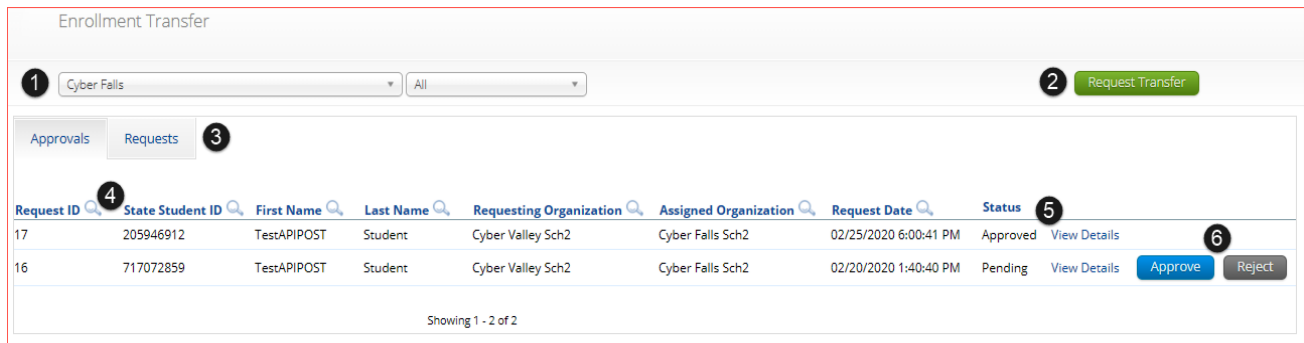 Enrollment Transfer
1 Cyber Falls All 2 Request Transfer
Approvals Requests 3
4
Request ID State Student ID First Name Last Name Requesting Organization Assigned Organization Request Date Status
5
17 205946912 TestAPIPOST Student Cyber Valley Sch2 Cyber Falls Sch2 02/25/2020 6:00:41 PM Approved View Details
6
16 717072859 TestAPIPOST Student Cyber Valley Sch2 Cyber Falls Sch2 02/20/2020 1:40:40 PM Pending View Details Approve Reject
Showing 1 - 2 of 2